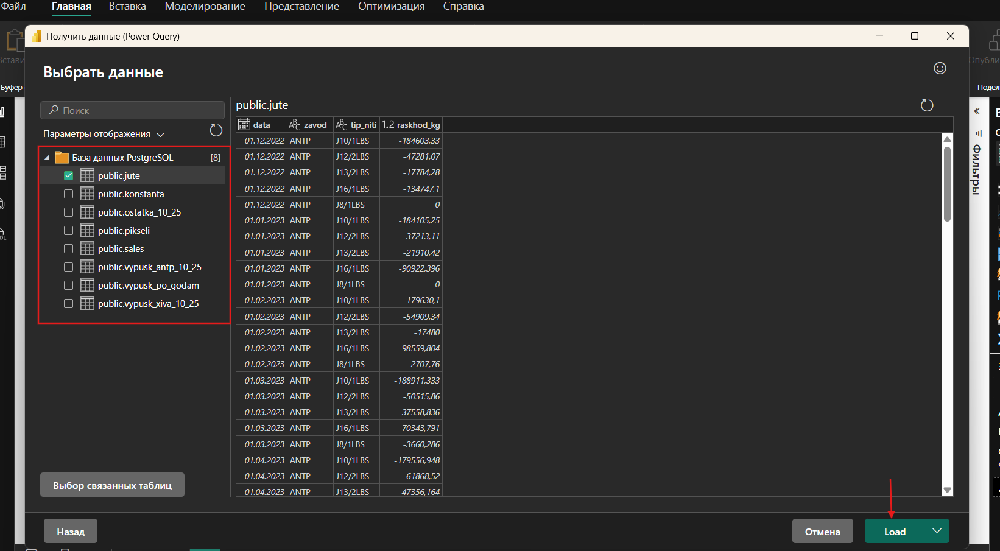 Файл Главная Вставка Моделирование Представление Оптимизация Справка
Получить данные (Power Query)
Буфер
Выбрать данные
Поиск
Параметры отображения
База данных PostgreSQL [8]
public.jute
public.konstanta
public.ostatka_10_25
public.pikseli
public.sales
public.vypusk_antp_10_25
public.vypusk_po_godam
public.vypusk_xiva_10_25
Выбор связанных таблиц
public.jute
data zavod tip_niti 1.2 raskhod_kg
01.12.2022 ANTP J10/1LBS -184603,33
01.12.2022 ANTP J12/2LBS -47281,07
01.12.2022 ANTP J13/2LBS -17784,28
01.12.2022 ANTP J16/1LBS -134747,1
01.12.2022 ANTP J8/1LBS 0
01.01.2023 ANTP J10/1LBS -184105,25
01.01.2023 ANTP J12/2LBS -37213,11
01.01.2023 ANTP J13/2LBS -21910,42
01.01.2023 ANTP J16/1LBS -90922,396
01.01.2023 ANTP J8/1LBS 0
01.02.2023 ANTP J10/1LBS -179630,1
01.02.2023 ANTP J12/2LBS -54909,34
01.02.2023 ANTP J13/2LBS -17480
01.02.2023 ANTP J16/1LBS -98559,804
01.02.2023 ANTP J8/1LBS -2707,76
01.03.2023 ANTP J10/1LBS -188911,333
01.03.2023 ANTP J12/2LBS -50515,86
01.03.2023 ANTP J13/2LBS -37558,836
01.03.2023 ANTP J16/1LBS -70343,791
01.03.2023 ANTP J8/1LBS -3660,286
01.04.2023 ANTP J10/1LBS -179556,948
01.04.2023 ANTP J12/2LBS -61868,52
01.04.2023 ANTP J13/2LBS -47356,164
Фильтры
Назад Отмена Load